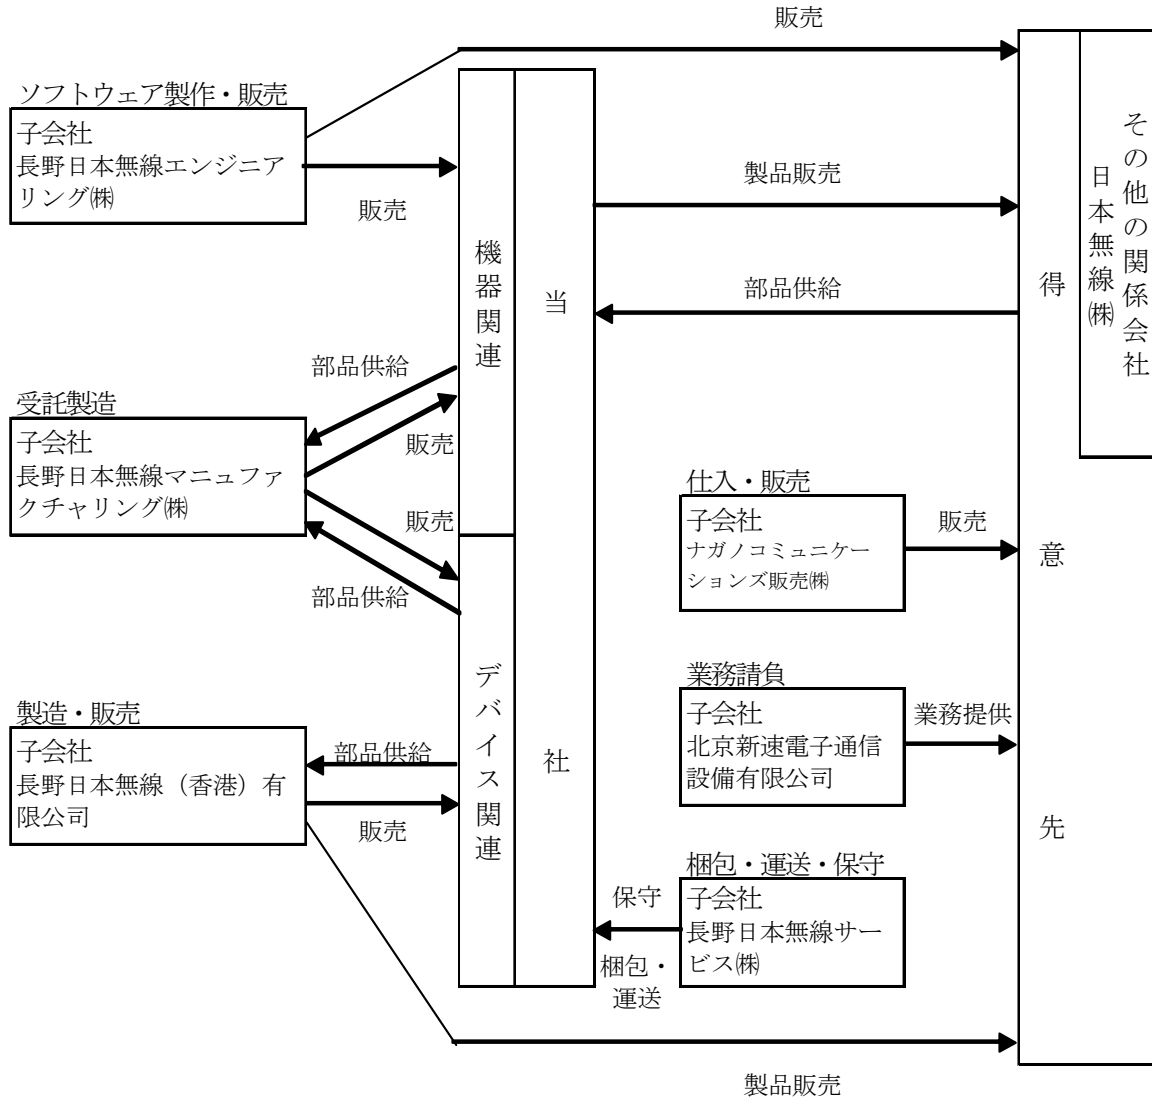 販売
ソフトウェア製作・販売
子会社
長野日本無線エンジニア
リング㈱
販売
機器関連
当社
製品販売
部品供給
得意先
その他の関係会社
日本無線㈱
部品供給
受託製造
子会社
長野日本無線マニュファ
クチャリング㈱
販売
販売
部品供給
仕入・販売
子会社
ナガノコミュニケー
ションズ販売㈱
販売
デバイス関連
業務請負
子会社
北京新速電子通信
設備有限公司
業務提供
製造・販売
子会社
長野日本無線（香港）有
限公司
部品供給
販売
梱包・運送・保守
子会社
長野日本無線サー
ビス㈱
保守
梱包・
運送
製品販売